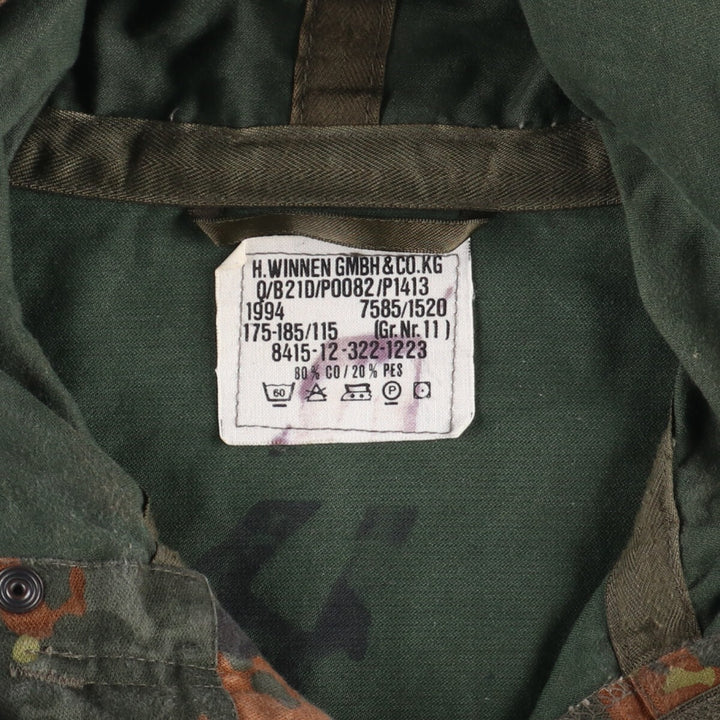 H.WINNEN GMBH&CO.KG
Q/B21D/P0082/P1413
1994 7585/1520
175-185/115 (Gr.Nr.11)
8415-12-322-1223
80% CO/20% PES
60 P